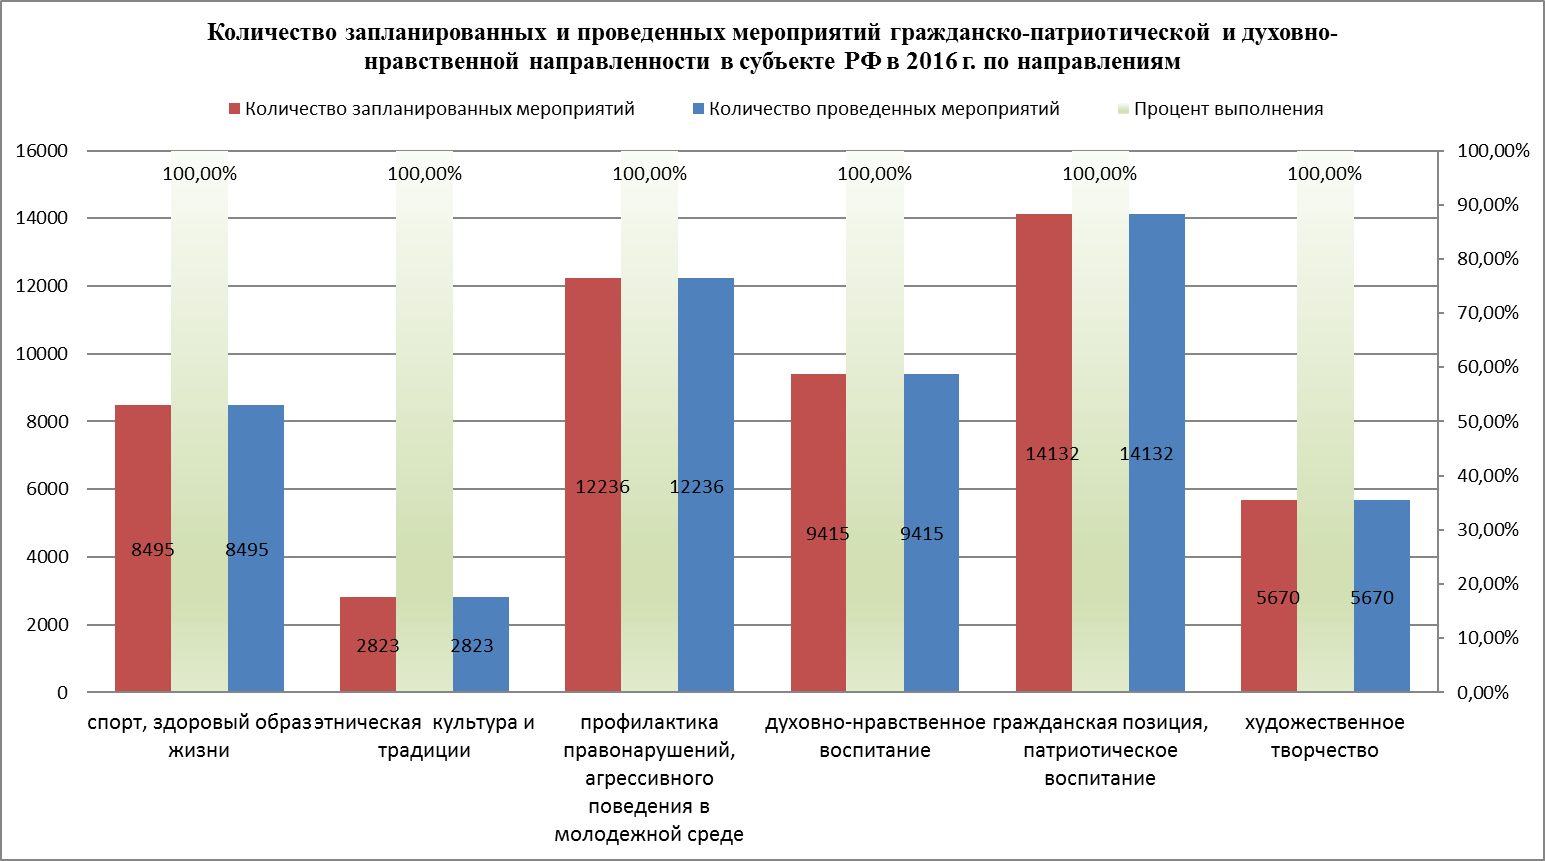 Количество запланированных и проведенных мероприятий гражданско-патриотической и духовно-
нравственной направленности в субъекте РФ в 2016 г. по направлениям
Количество запланированных мероприятий
Количество проведенных мероприятий
Процент выполнения
16000
14000
12000
10000
8000
6000
4000
2000
0
100,00%
90,00%
80,00%
70,00%
60,00%
50,00%
40,00%
30,00%
20,00%
10,00%
0,00%
100,00% 100,00% 100,00% 100,00% 100,00% 100,00%
8495 8495
2823 2823
12236 12236
9415 9415
14132 14132
5670 5670
спорт, здоровый образ
жизни
этническая культура и
традиции
профилактика
правонарушений,
агрессивного
поведения в
молодежной среде
духовно-нравственное
воспитание
гражданская позиция,
патриотическое
воспитание
художественное
творчество